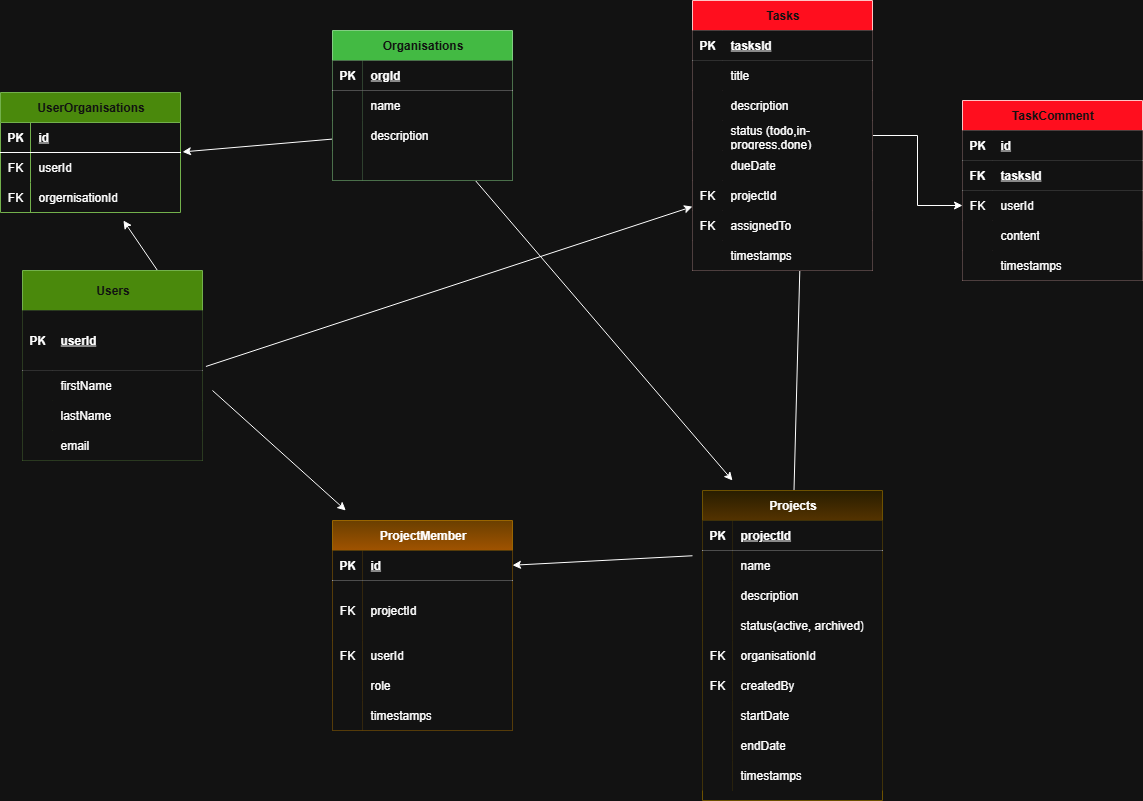 Tasks
PK tasksId
title
description
status (todo,in-
progress,done)
dueDate
FK projectId
FK assignedTo
timestamps
Organisations
PK orgId
name
description
UserOrganisations
PK id
FK userId
FK orgernisationId
TaskComment
PK id
FK tasksId
FK userId
content
timestamps
Users
PK userId
firstName
lastName
email
ProjectMember
PK id
FK projectId
FK userId
role
timestamps
Projects
PK projectId
name
description
status(active, archived)
FK organisationId
FK createdBy
startDate
endDate
timestamps